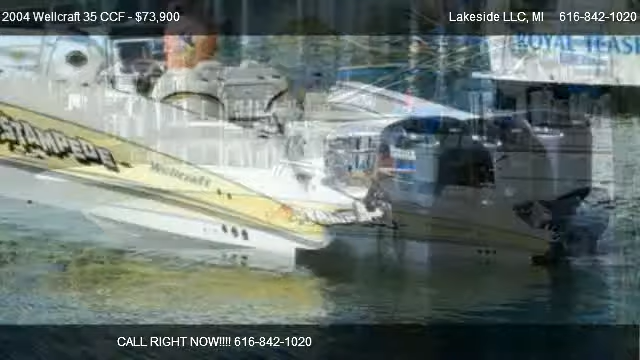 2004 Wellcraft 35 CCF - $73,900
Lakeside LLC, MI 616-842-1020
ROYAL
STAMPEDE
Wellcraft
CALL RIGHT NOW!!!! 616-842-1020